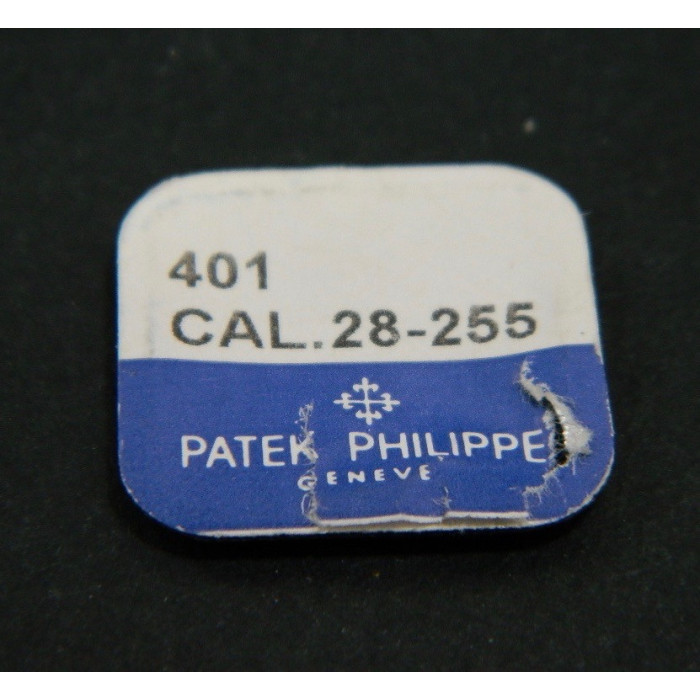 401
CAL.28-255
PATEK PHILIPPE
GENEVE